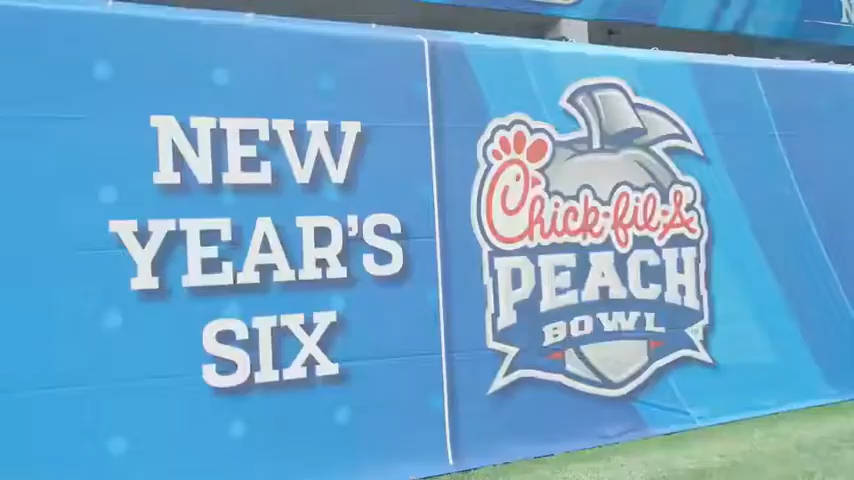 NEW
YEAR'S
SIX
Chick-fil-A
PEACH
BOWL